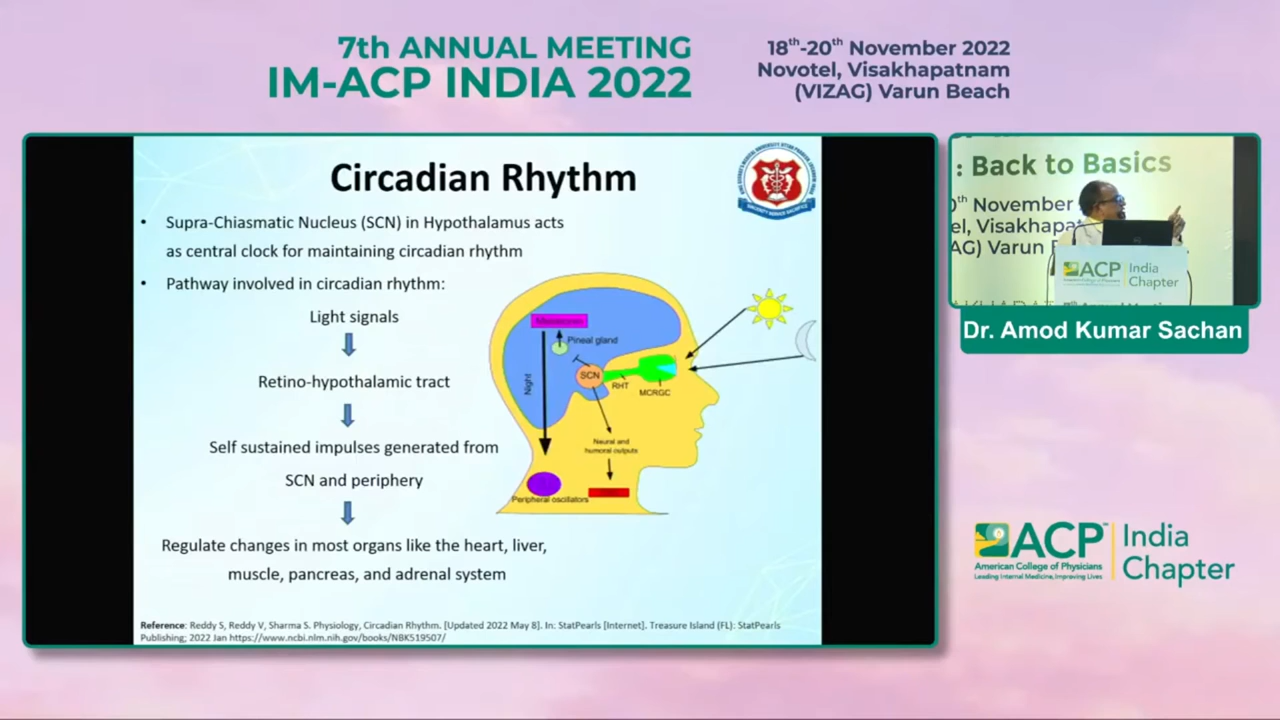 7th ANNUAL MEETING
IM-ACP INDIA 2022
18th-20th November 2022
Novotel, Visakhapatnam
(VIZAG) Varun Beach
Circadian Rhythm
• Supra-Chiasmatic Nucleus (SCN) in Hypothalamus acts
as central clock for maintaining circadian rhythm
• Pathway involved in circadian rhythm:
Light signals
Retino-hypothalamic tract
Self sustained impulses generated from
SCN and periphery
Regulate changes in most organs like the heart, liver,
muscle, pancreas, and adrenal system
Pineal gland
SCN
RHT
MCRGC
Night
Neural and
humoral outputs
Peripheral oscillators
Reference: Reddy S, Reddy V, Sharma S. Physiology, Circadian Rhythm. [Updated 2022 May 8]. In: StatPearls [Internet]. Treasure Island (FL): StatPearls
Publishing; 2022 Jan https://www.ncbi.nlm.nih.gov/books/NBK519507/
: Back to Basics
th November
el, Visakhapa
AG) Varun
ACP India
Chapter
Dr. Amod Kumar Sachan
ACP™ India
Chapter
American College of Physicians
Leading Internal Medicine, Improving Lives